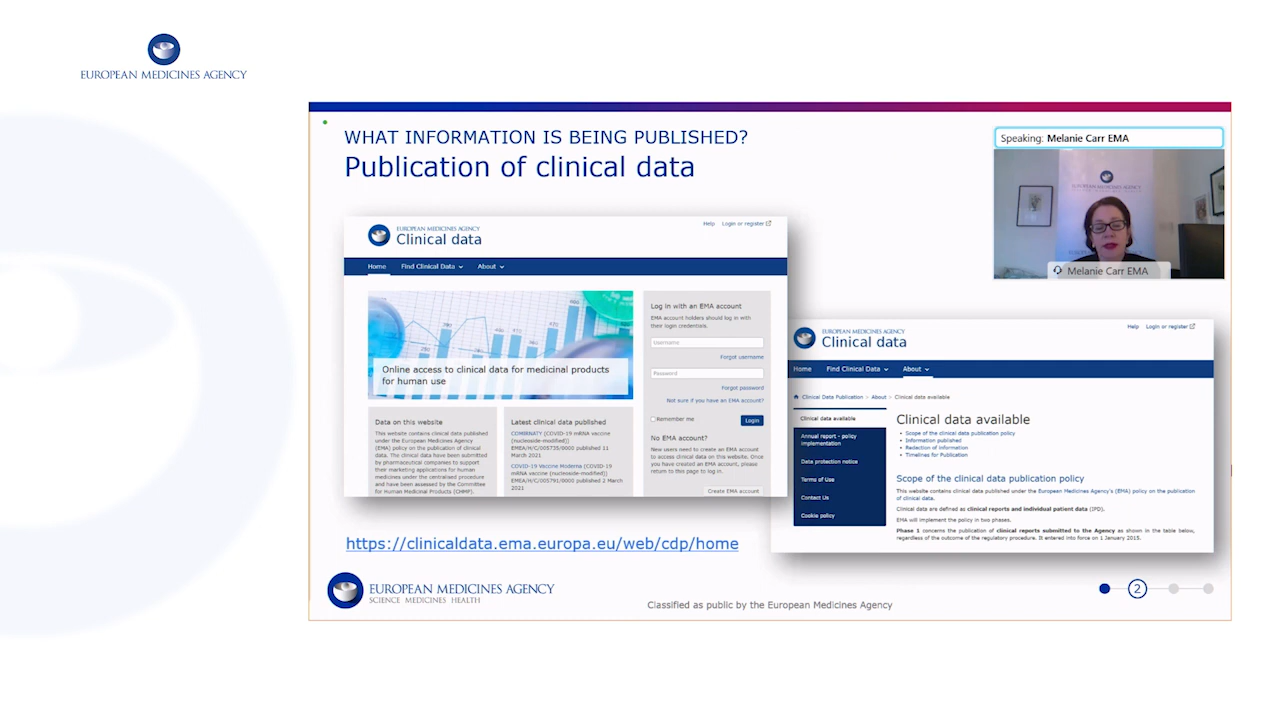 EUROPEAN MEDICINES AGENCY
WHAT INFORMATION IS BEING PUBLISHED?
Publication of clinical data
Speaking: Melanie Carr EMA
EUROPEAN MEDICINES AGENCY
Melanie Carr EMA
EUROPEAN MEDICINES AGENCY
Clinical data
Help Login or register
Home Find Clinical Data About
Online access to clinical data for medicinal products
for human use
Data on this website
This website contains clinical data published
under the European Medicines Agency
(EMA) policy on the publication of clinical
data. The clinical data have been submitted
by pharmaceutical companies to support
their marketing applications for human
medicines under the centralised procedure
and have been assessed by the Committee
for Human Medicinal Products (CHMP).
Latest clinical data published
COMIRNATY (COVID-19 mRNA vaccine
(nucleoside-modified))
EMEA/H/C/005735/0000 published 11
March 2021
COVID-19 Vaccine Moderna (COVID-19
mRNA vaccine (nucleoside-modified))
EMEA/H/C/005791/0000 published 2 March
2021
Log in with an EMA account
EMA account holders should log in with
their login credentials.
Username
Forgot username
Password
Forgot password
Not sure if you have an EMA account?
Remember me
Login
No EMA account?
New users need to create an EMA account
to access clinical data on this website. Once
you have created an EMA account, please
return to this page to log in.
Create EMA account
EUROPEAN MEDICINES AGENCY
Clinical data
Help Login or register
Home Find Clinical Data About
Clinical Data Publication > About > Clinical data available
Clinical data available
Annual report - policy
implementation
Data protection notice
Terms of Use
Contact Us
Cookie policy
Clinical data available
Scope of the clinical data publication policy
Information published
Redaction of information
Timelines for Publication
Scope of the clinical data publication policy
This website contains clinical data published under the European Medicines Agency's (EMA) policy on the publication
of clinical data.
Clinical data are defined as clinical reports and individual patient data (IPD).
EMA will implement the policy in two phases.
Phase 1 concerns the publication of clinical reports submitted to the Agency as shown in the table below,
regardless of the outcome of the regulatory procedure. It entered into force on 1 January 2015.
https://clinicaldata.ema.europa.eu/web/cdp/home
EUROPEAN MEDICINES AGENCY
SCIENCE MEDICINES HEALTH
Classified as public by the European Medicines Agency
2